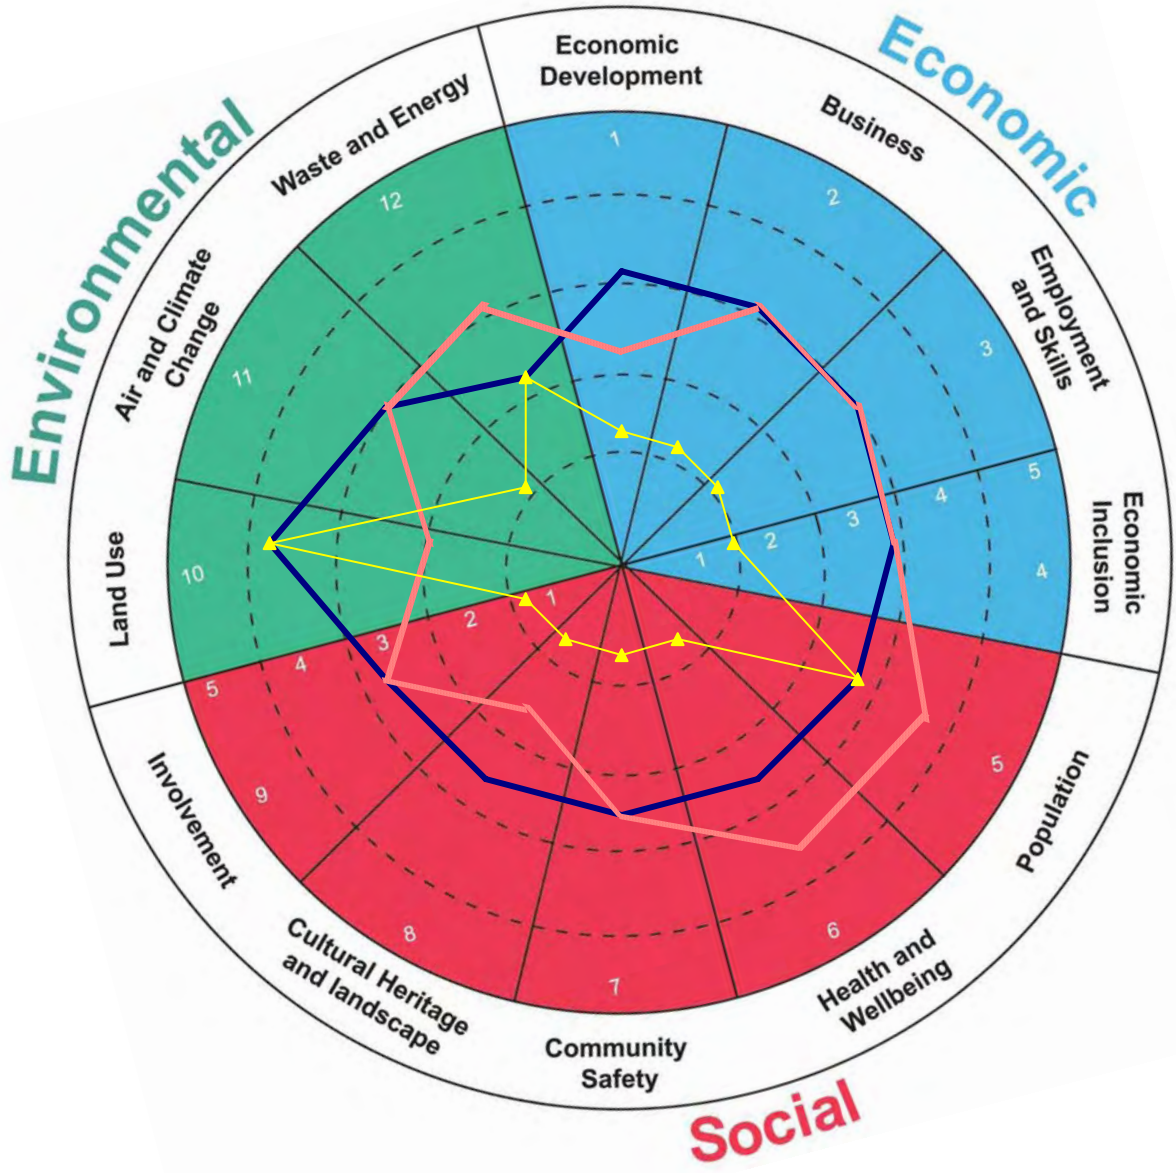 Environmental
Economic
Social
Economic
Development
Business
Employment
and Skills
Economic
Inclusion
Population
Health and
Wellbeing
Community
Safety
Cultural Heritage
and landscape
Involvement
Land Use
Air and Climate
Change
Waste and Energy
1
2
3
4
5
6
7
8
9
10
11
12
1
2
3
4
5
1
2
3
4
5